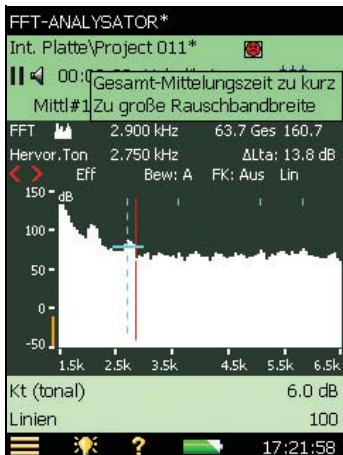 FFT-ANALYSATOR*
Int. Platte\Project 011*
Gesamt-Mittelungszeit zu kurz
Mittl#1 Zu große Rauschbandbreite
FFT 2.900 kHz 63.7 Ges 160.7
Hervor.Ton 2.750 kHz ΔLta: 13.8 dB
< > Eff Bew: A FK: Aus Lin
150 dB
100
50
0
-50
1.5k 2.5k 3.5k 4.5k 5.5k 6.5k
Kt (tonal) 6.0 dB
Linien 100
? 17:21:58